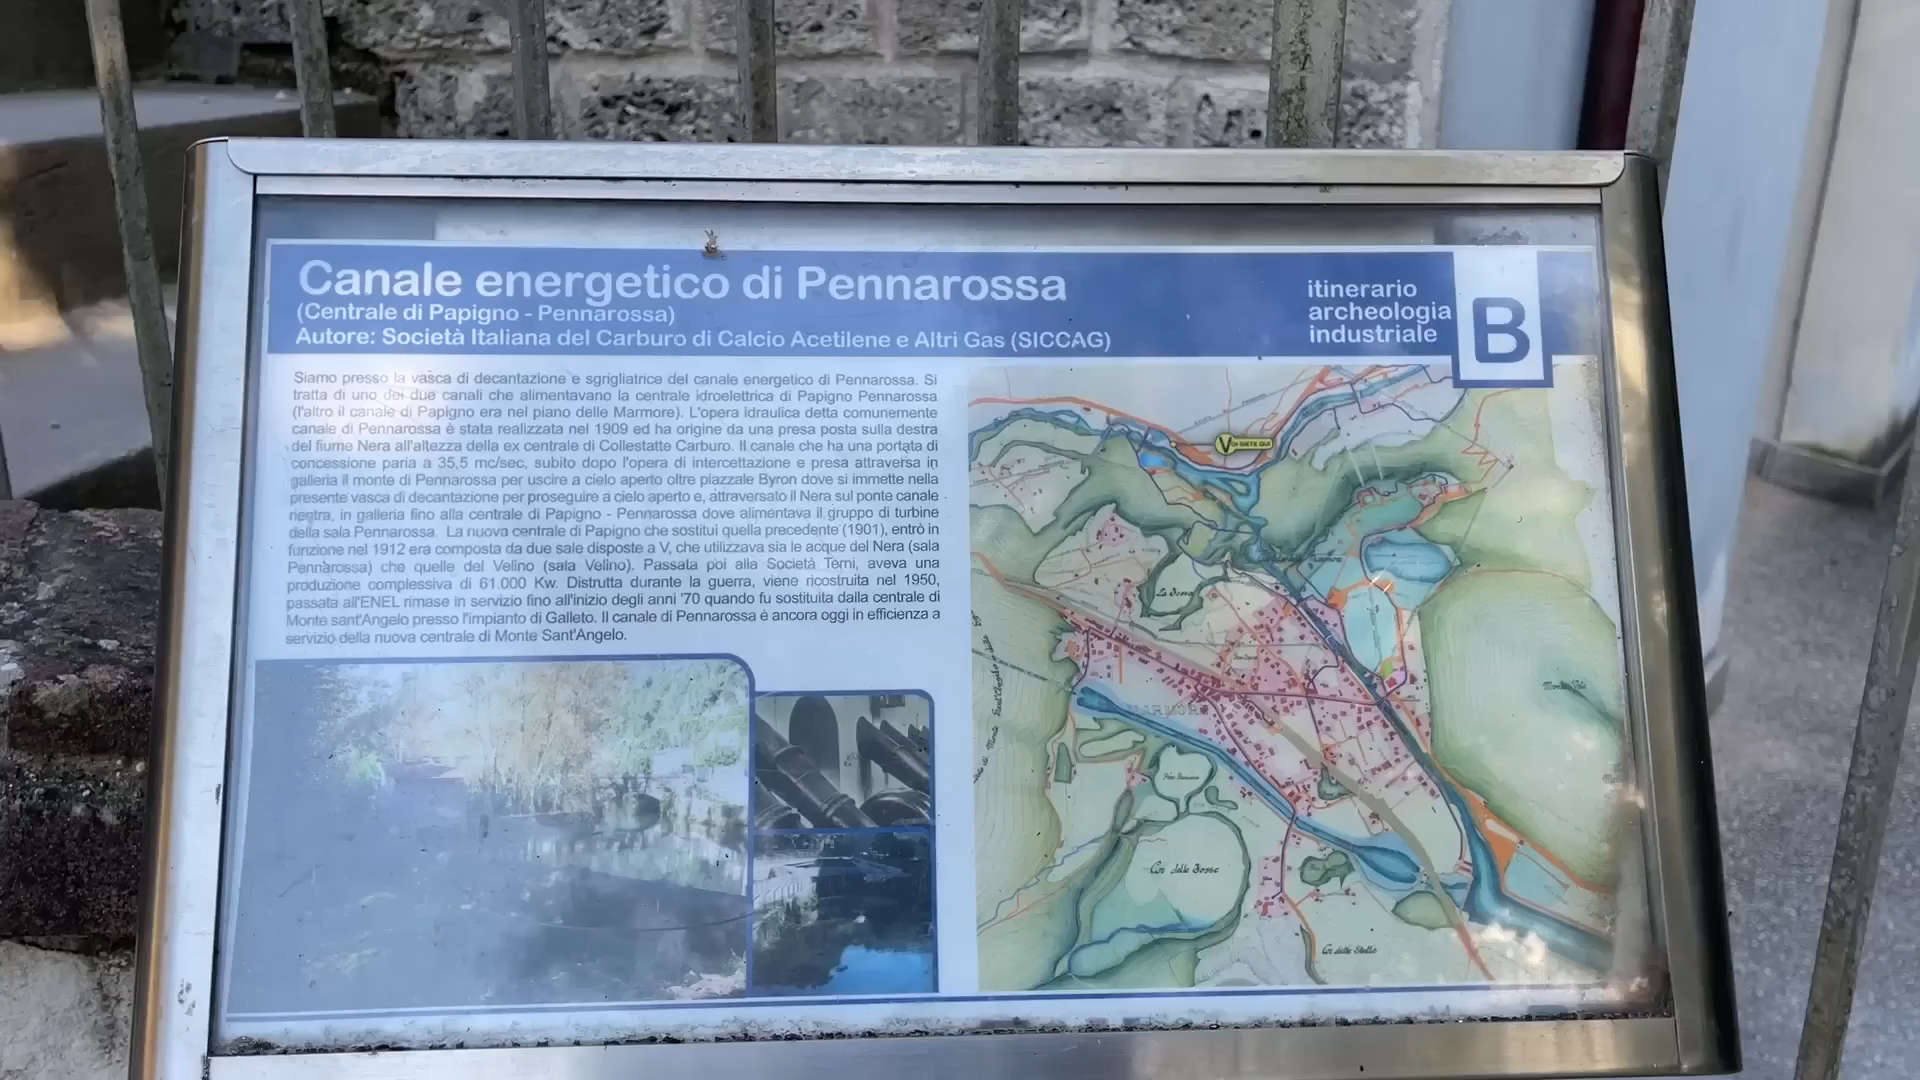 Canale energetico di Pennarossa
(Centrale di Papigno - Pennarossa)
Autore: Società Italiana del Carburo di Calcio Acetilene e Altri Gas (SICCAG)
itinerario
archeologia
industriale
B
Siamo presso la vasca di decantazione e sgrigliatrice del canale energetico di Pennarossa. Si
tratta di uno dei due canali che alimentavano la centrale idroelettrica di Papigno Pennarossa
(l'altro il canale di Papigno era nel piano delle Marmore). L'opera idraulica detta comunemente
canale di Pennarossa è stata realizzata nel 1909 ed ha origine da una presa posta sulla destra
del fiume Nera all'altezza della ex centrale di Collestatte Carburo. Il canale che ha una portata di
concessione paria a 35,5 mc/sec, subito dopo l'opera di intercettazione e presa attraversa in
galleria il monte di Pennarossa per uscire a cielo aperto oltre piazzale Byron dove si immette nella
presente vasca di decantazione per proseguire a cielo aperto e, attraversato il Nera sul ponte canale
rientra, in galleria fino alla centrale di Papigno - Pennarossa dove alimentava il gruppo di turbine
della sala Pennarossa. La nuova centrale di Papigno che sostituì quella precedente (1901), entrò in
funzione nel 1912 era composta da due sale disposte a V, che utilizzava sia le acque del Nera (sala
Pennarossa) che quelle del Velino (sala Velino). Passata poi alla Società Terni, aveva una
produzione complessiva di 61.000 Kw. Distrutta durante la guerra, viene ricostruita nel 1950,
passata all'ENEL rimase in servizio fino all'inizio degli anni '70 quando fu sostituita dalla centrale di
Monte sant'Angelo presso l'impianto di Galleto. Il canale di Pennarossa è ancora oggi in efficienza a
servizio della nuova centrale di Monte Sant'Angelo.
VOI SIETE QUI
La Dossa
MARMORE
Cor delle Fosse
Cor delle Stelle